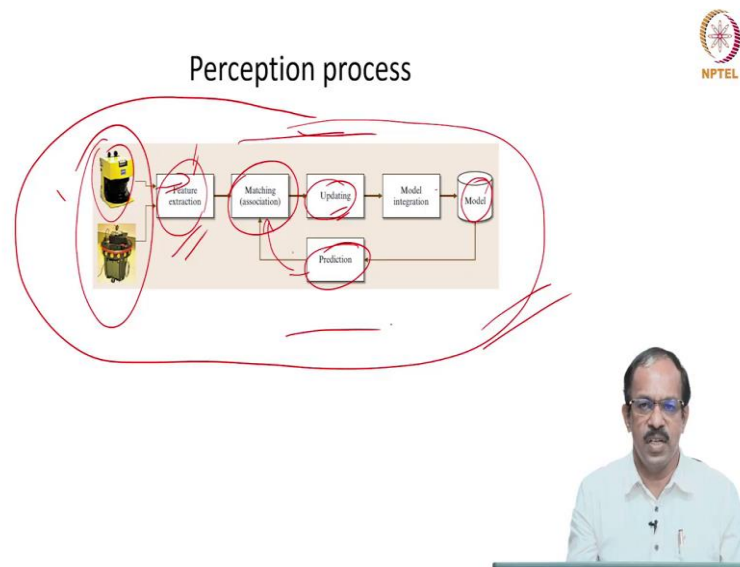 NPTEL
Perception process
Feature
extraction
Matching
(association)
Updating
Model
integration
Model
Prediction